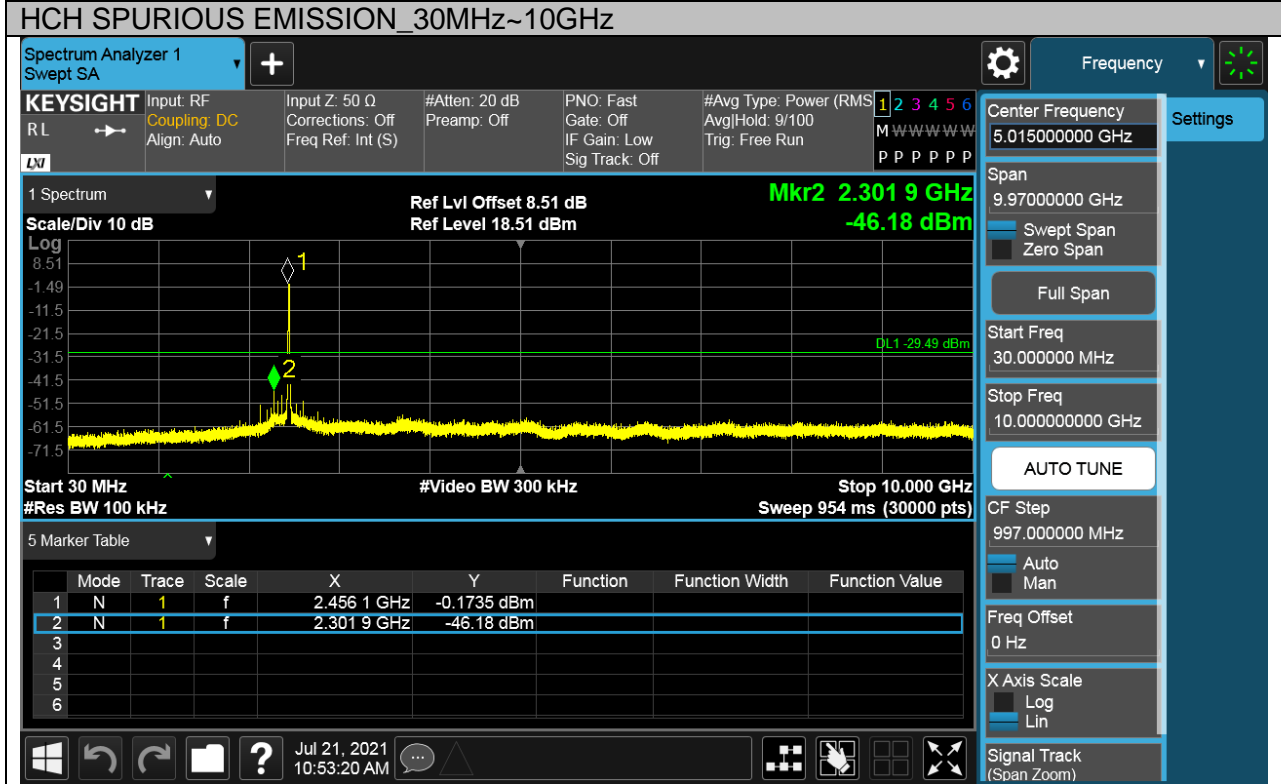 HCH SPURIOUS EMISSION_30MHz~10GHz
Spectrum Analyzer 1
Swept SA
+
Frequency
KEYSIGHT
RL
LXI
Input: RF
Coupling: DC
Align: Auto
Input Z: 50 Ω
Corrections: Off
Freq Ref: Int (S)
#Atten: 20 dB
Preamp: Off
PNO: Fast
Gate: Off
IF Gain: Low
Sig Track: Off
#Avg Type: Power (RMS
Avg|Hold: 9/100
Trig: Free Run
1 2 3 4 5 6
M W W W W W
P P P P P P
1 Spectrum
Scale/Div 10 dB
Ref Lvl Offset 8.51 dB
Ref Level 18.51 dBm
Mkr2 2.301 9 GHz
-46.18 dBm
Log
8.51
-1.49
-11.5
-21.5
-31.5
-41.5
-51.5
-61.5
-71.5
1
2
DL1 -29.49 dBm
Start 30 MHz
#Video BW 300 kHz
Stop 10.000 GHz
#Res BW 100 kHz
Sweep 954 ms (30000 pts)
5 Marker Table
Mode Trace Scale X Y Function Function Width Function Value
1 N 1 f 2.456 1 GHz -0.1735 dBm
2 N 1 f 2.301 9 GHz -46.18 dBm
3
4
5
6
?
Jul 21, 2021
10:53:20 AM
Center Frequency
5.015000000 GHz
Settings
Span
9.97000000 GHz
Swept Span
Zero Span
Full Span
Start Freq
30.000000 MHz
Stop Freq
10.000000000 GHz
AUTO TUNE
CF Step
997.000000 MHz
Auto
Man
Freq Offset
0 Hz
X Axis Scale
Log
Lin
Signal Track
(Span Zoom)